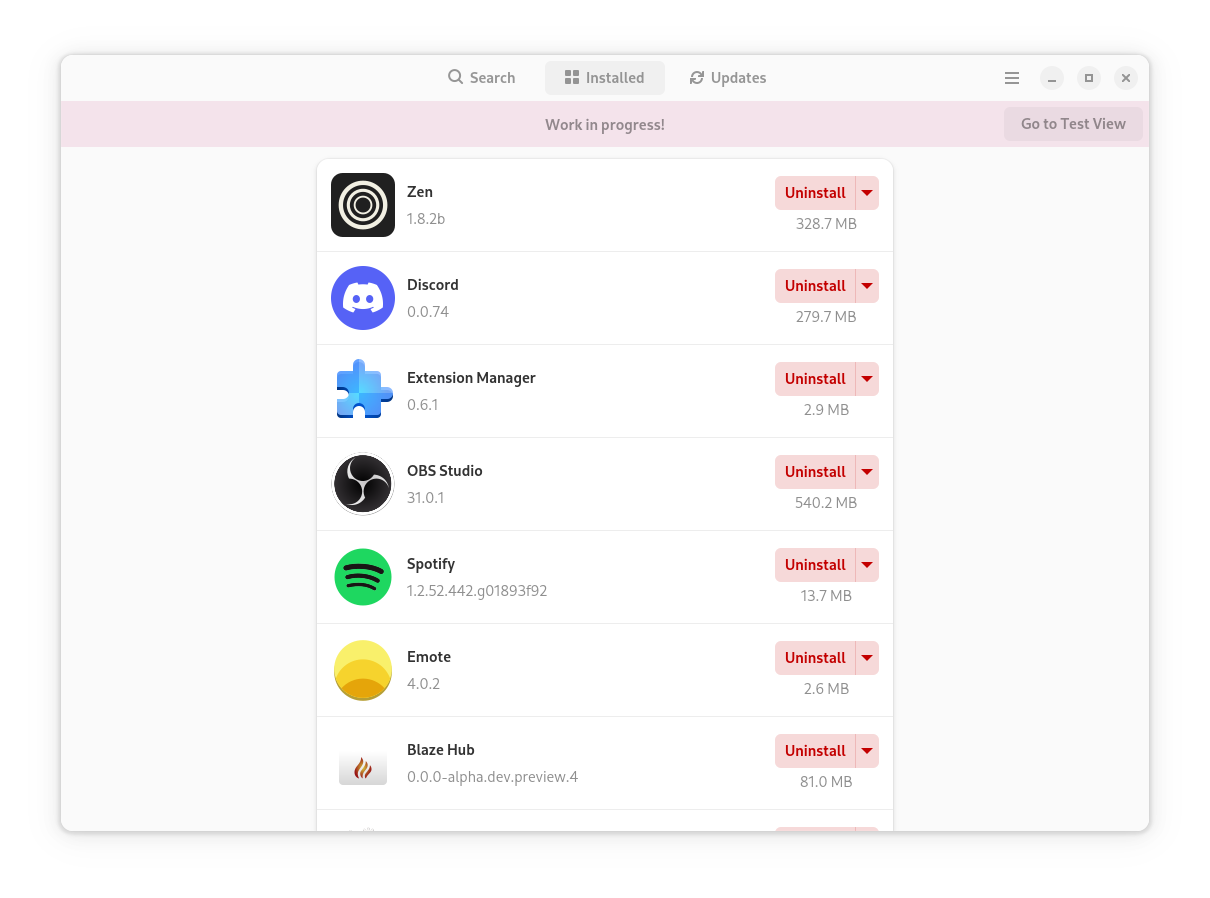 Search
Installed
Updates
Work in progress!
Go to Test View
Zen
1.8.2b
Uninstall
328.7 MB
Discord
0.0.74
Uninstall
279.7 MB
Extension Manager
0.6.1
Uninstall
2.9 MB
OBS Studio
31.0.1
Uninstall
540.2 MB
Spotify
1.2.52.442.g01893f92
Uninstall
13.7 MB
Emote
4.0.2
Uninstall
2.6 MB
Blaze Hub
0.0.0-alpha.dev.preview.4
Uninstall
81.0 MB